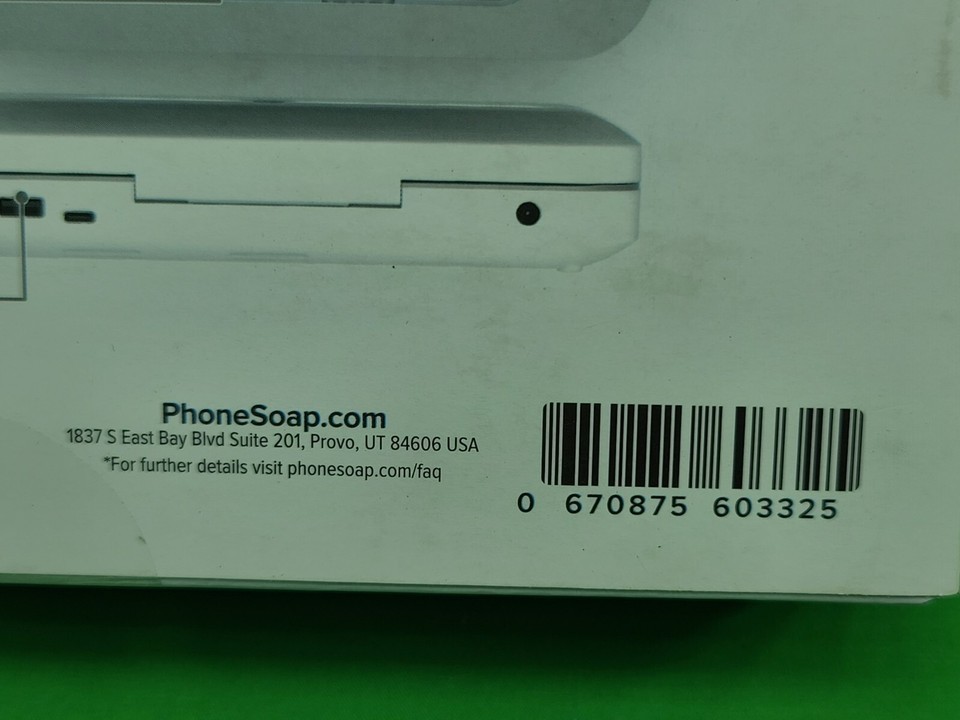 PhoneSoap.com
1837 S East Bay Blvd Suite 201, Provo, UT 84606 USA
*For further details visit phonesoap.com/faq
0 670875 603325